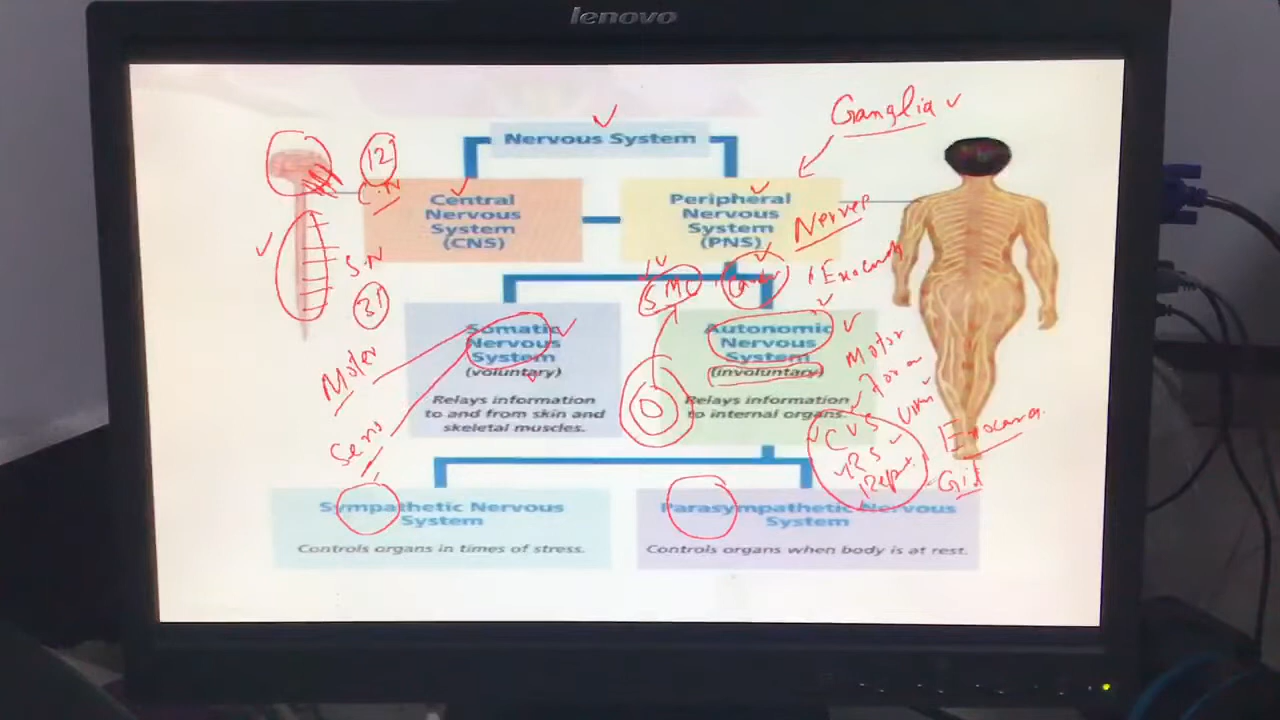 lenovo
Ganglia
Nervous System
12
C.N
Central
Nervous
System
(CNS)
Peripheral
Nervous
System
(PNS)
Nerves
S.N
31
SMC
Somatic
Nervous
System
(voluntary)
Relays information
to and from skin and
skeletal muscles.
Autonomic
Nervous
System
(involuntary)
Relays information
to internal organs.
Motor
Motor
Sens
CVS
RS
Sympathetic Nervous
System
Controls organs in times of stress.
Parasympathetic Nervous
System
Controls organs when body is at rest.